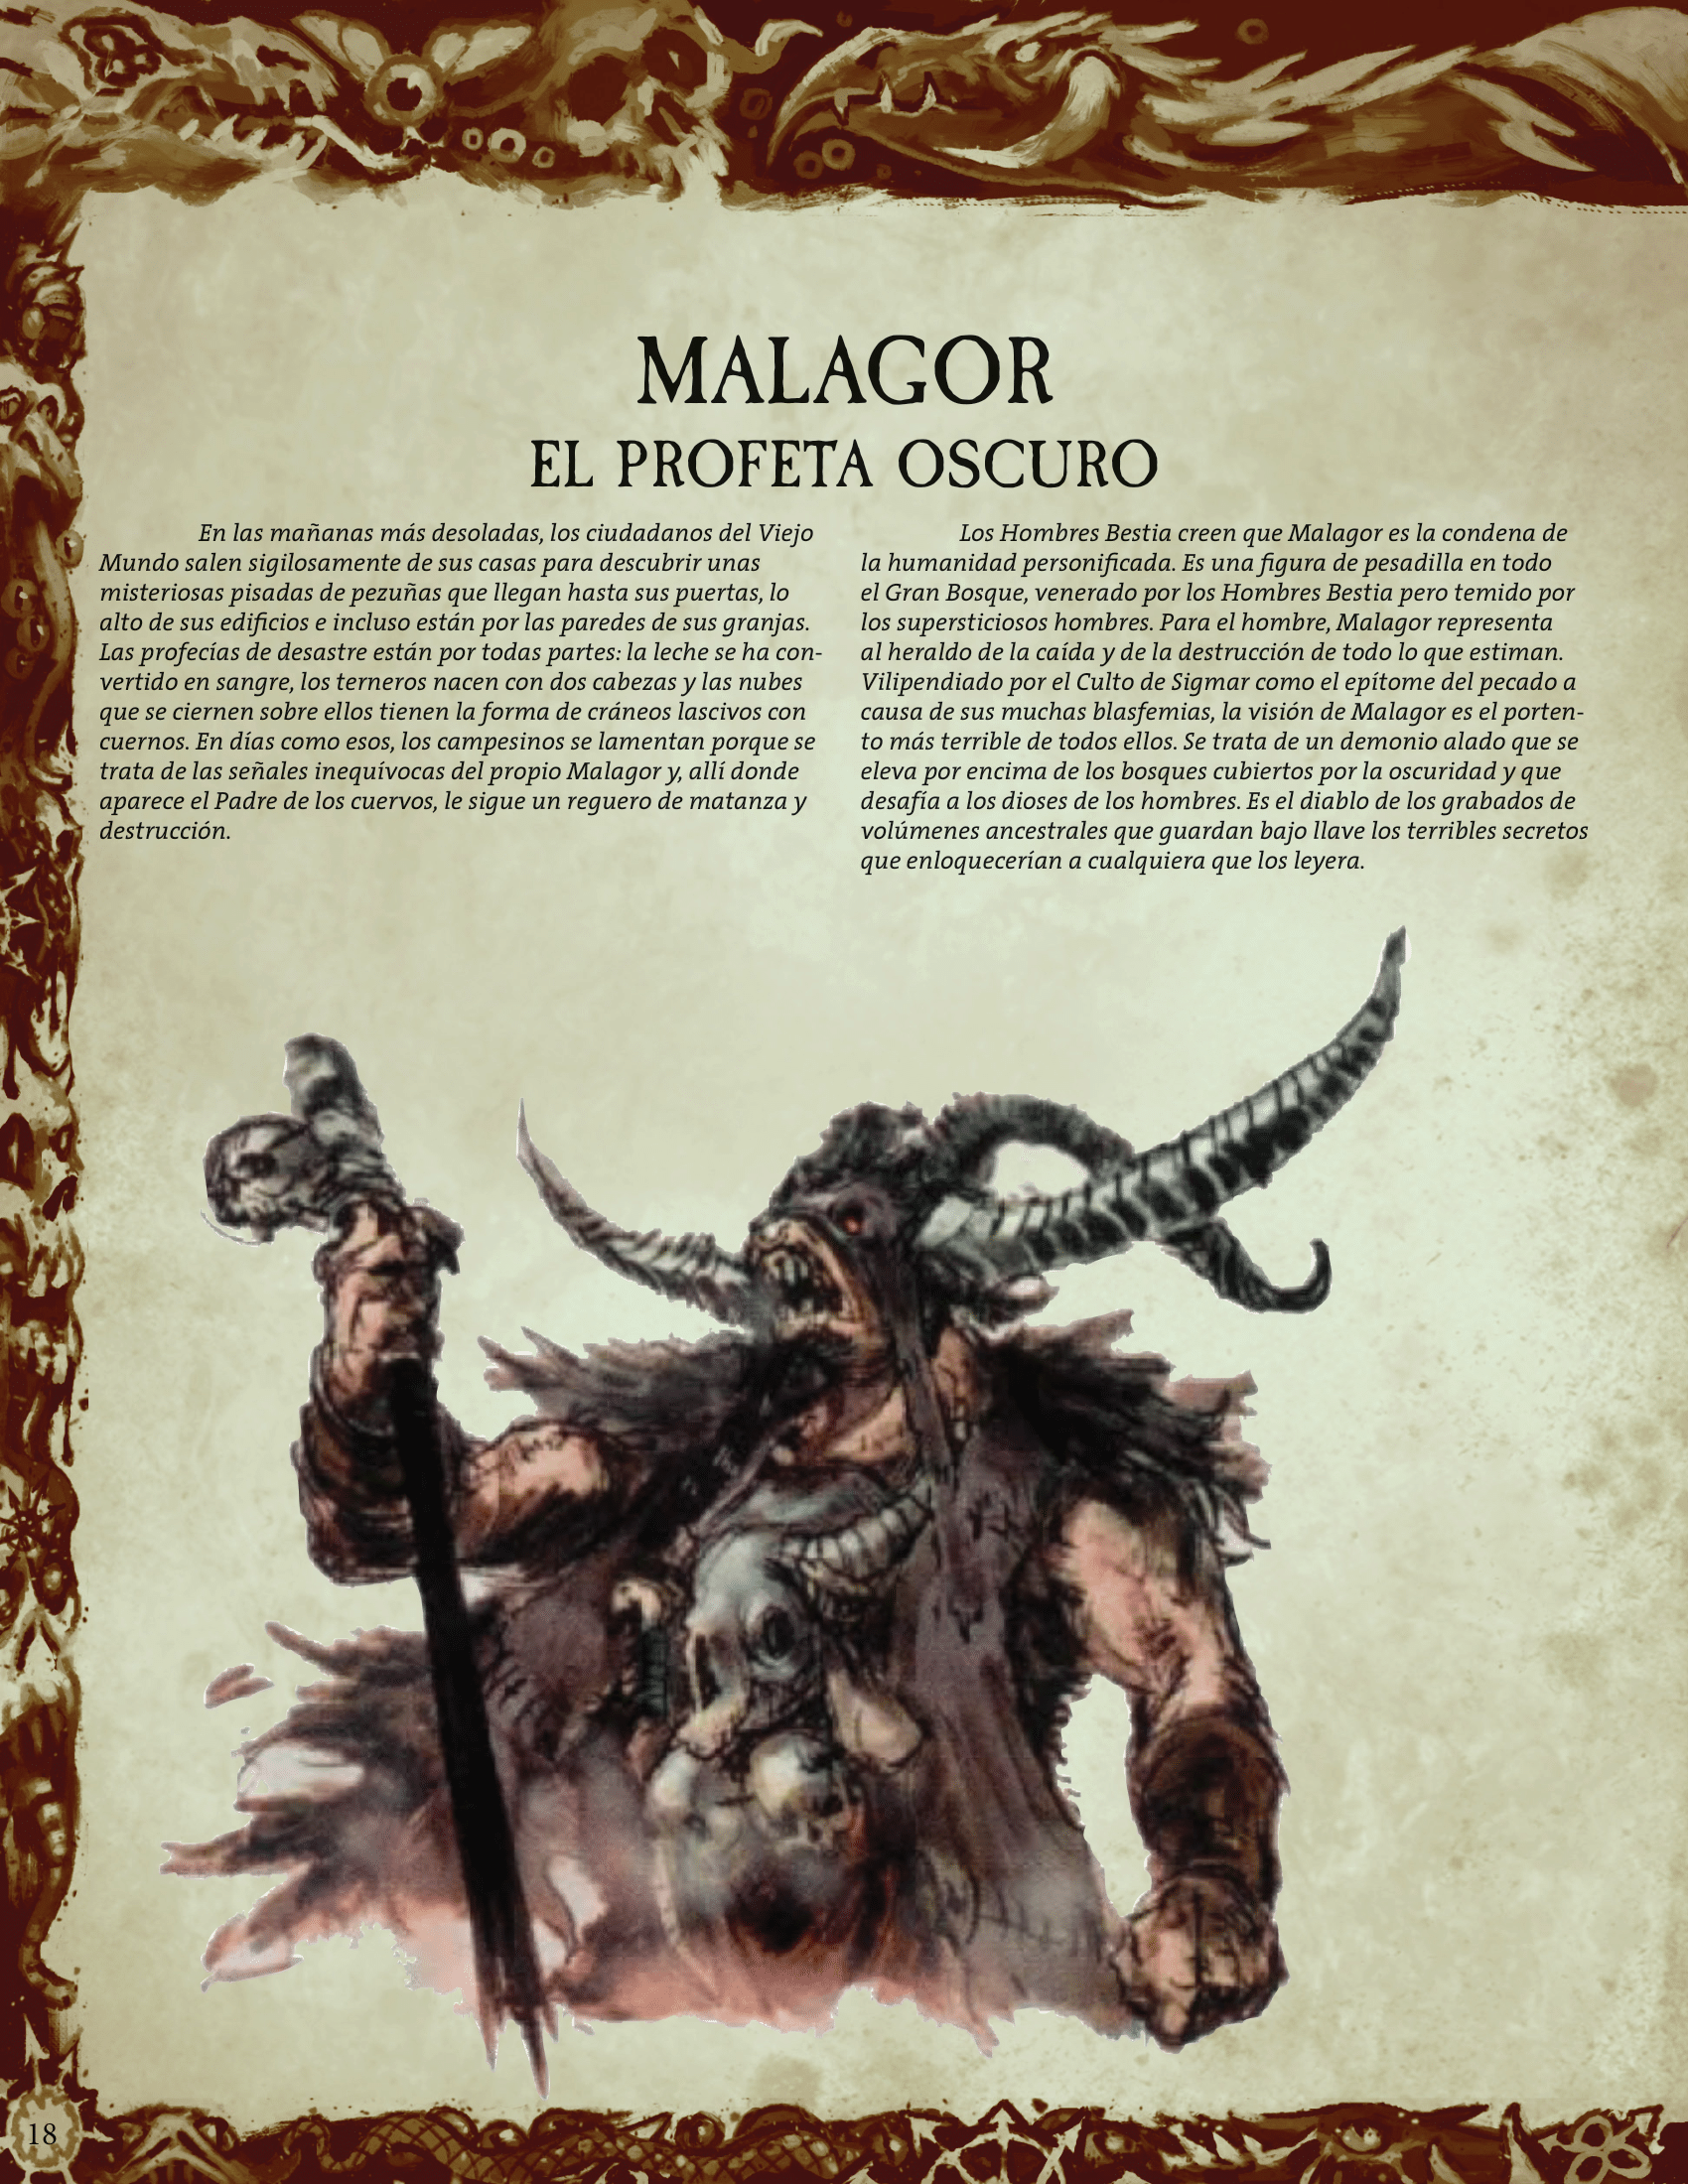 MALAGOR
EL PROFETA OSCURO
En las mañanas más desoladas, los ciudadanos del Viejo
Mundo salen sigilosamente de sus casas para descubrir unas
misteriosas pisadas de pezuñas que llegan hasta sus puertas, lo
alto de sus edificios e incluso están por las paredes de sus granjas.
Las profecías de desastre están por todas partes: la leche se ha con-
vertido en sangre, los terneros nacen con dos cabezas y las nubes
que se ciernen sobre ellos tienen la forma de cráneos lascivos con
cuernos. En días como esos, los campesinos se lamentan porque se
trata de las señales inequívocas del propio Malagor y, allí donde
aparece el Padre de los cuervos, le sigue un reguero de matanza y
destrucción.
Los Hombres Bestia creen que Malagor es la condena de
la humanidad personificada. Es una figura de pesadilla en todo
el Gran Bosque, venerado por los Hombres Bestia pero temido por
los supersticiosos hombres. Para el hombre, Malagor representa
al heraldo de la caída y de la destrucción de todo lo que estiman.
Vilipendiado por el Culto de Sigmar como el epítome del pecado a
causa de sus muchas blasfemias, la visión de Malagor es el porten-
to más terrible de todos ellos. Se trata de un demonio alado que se
eleva por encima de los bosques cubiertos por la oscuridad y que
desafía a los dioses de los hombres. Es el diablo de los grabados de
volúmenes ancestrales que guardan bajo llave los terribles secretos
que enloquecerían a cualquiera que los leyera.
18